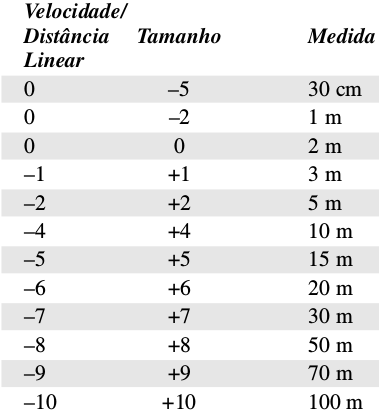 Velocidade/
Distância Tamanho Medida
Linear
0 –5 30 cm
0 –2 1 m
0 0 2 m
–1 +1 3 m
–2 +2 5 m
–4 +4 10 m
–5 +5 15 m
–6 +6 20 m
–7 +7 30 m
–8 +8 50 m
–9 +9 70 m
–10 +10 100 m